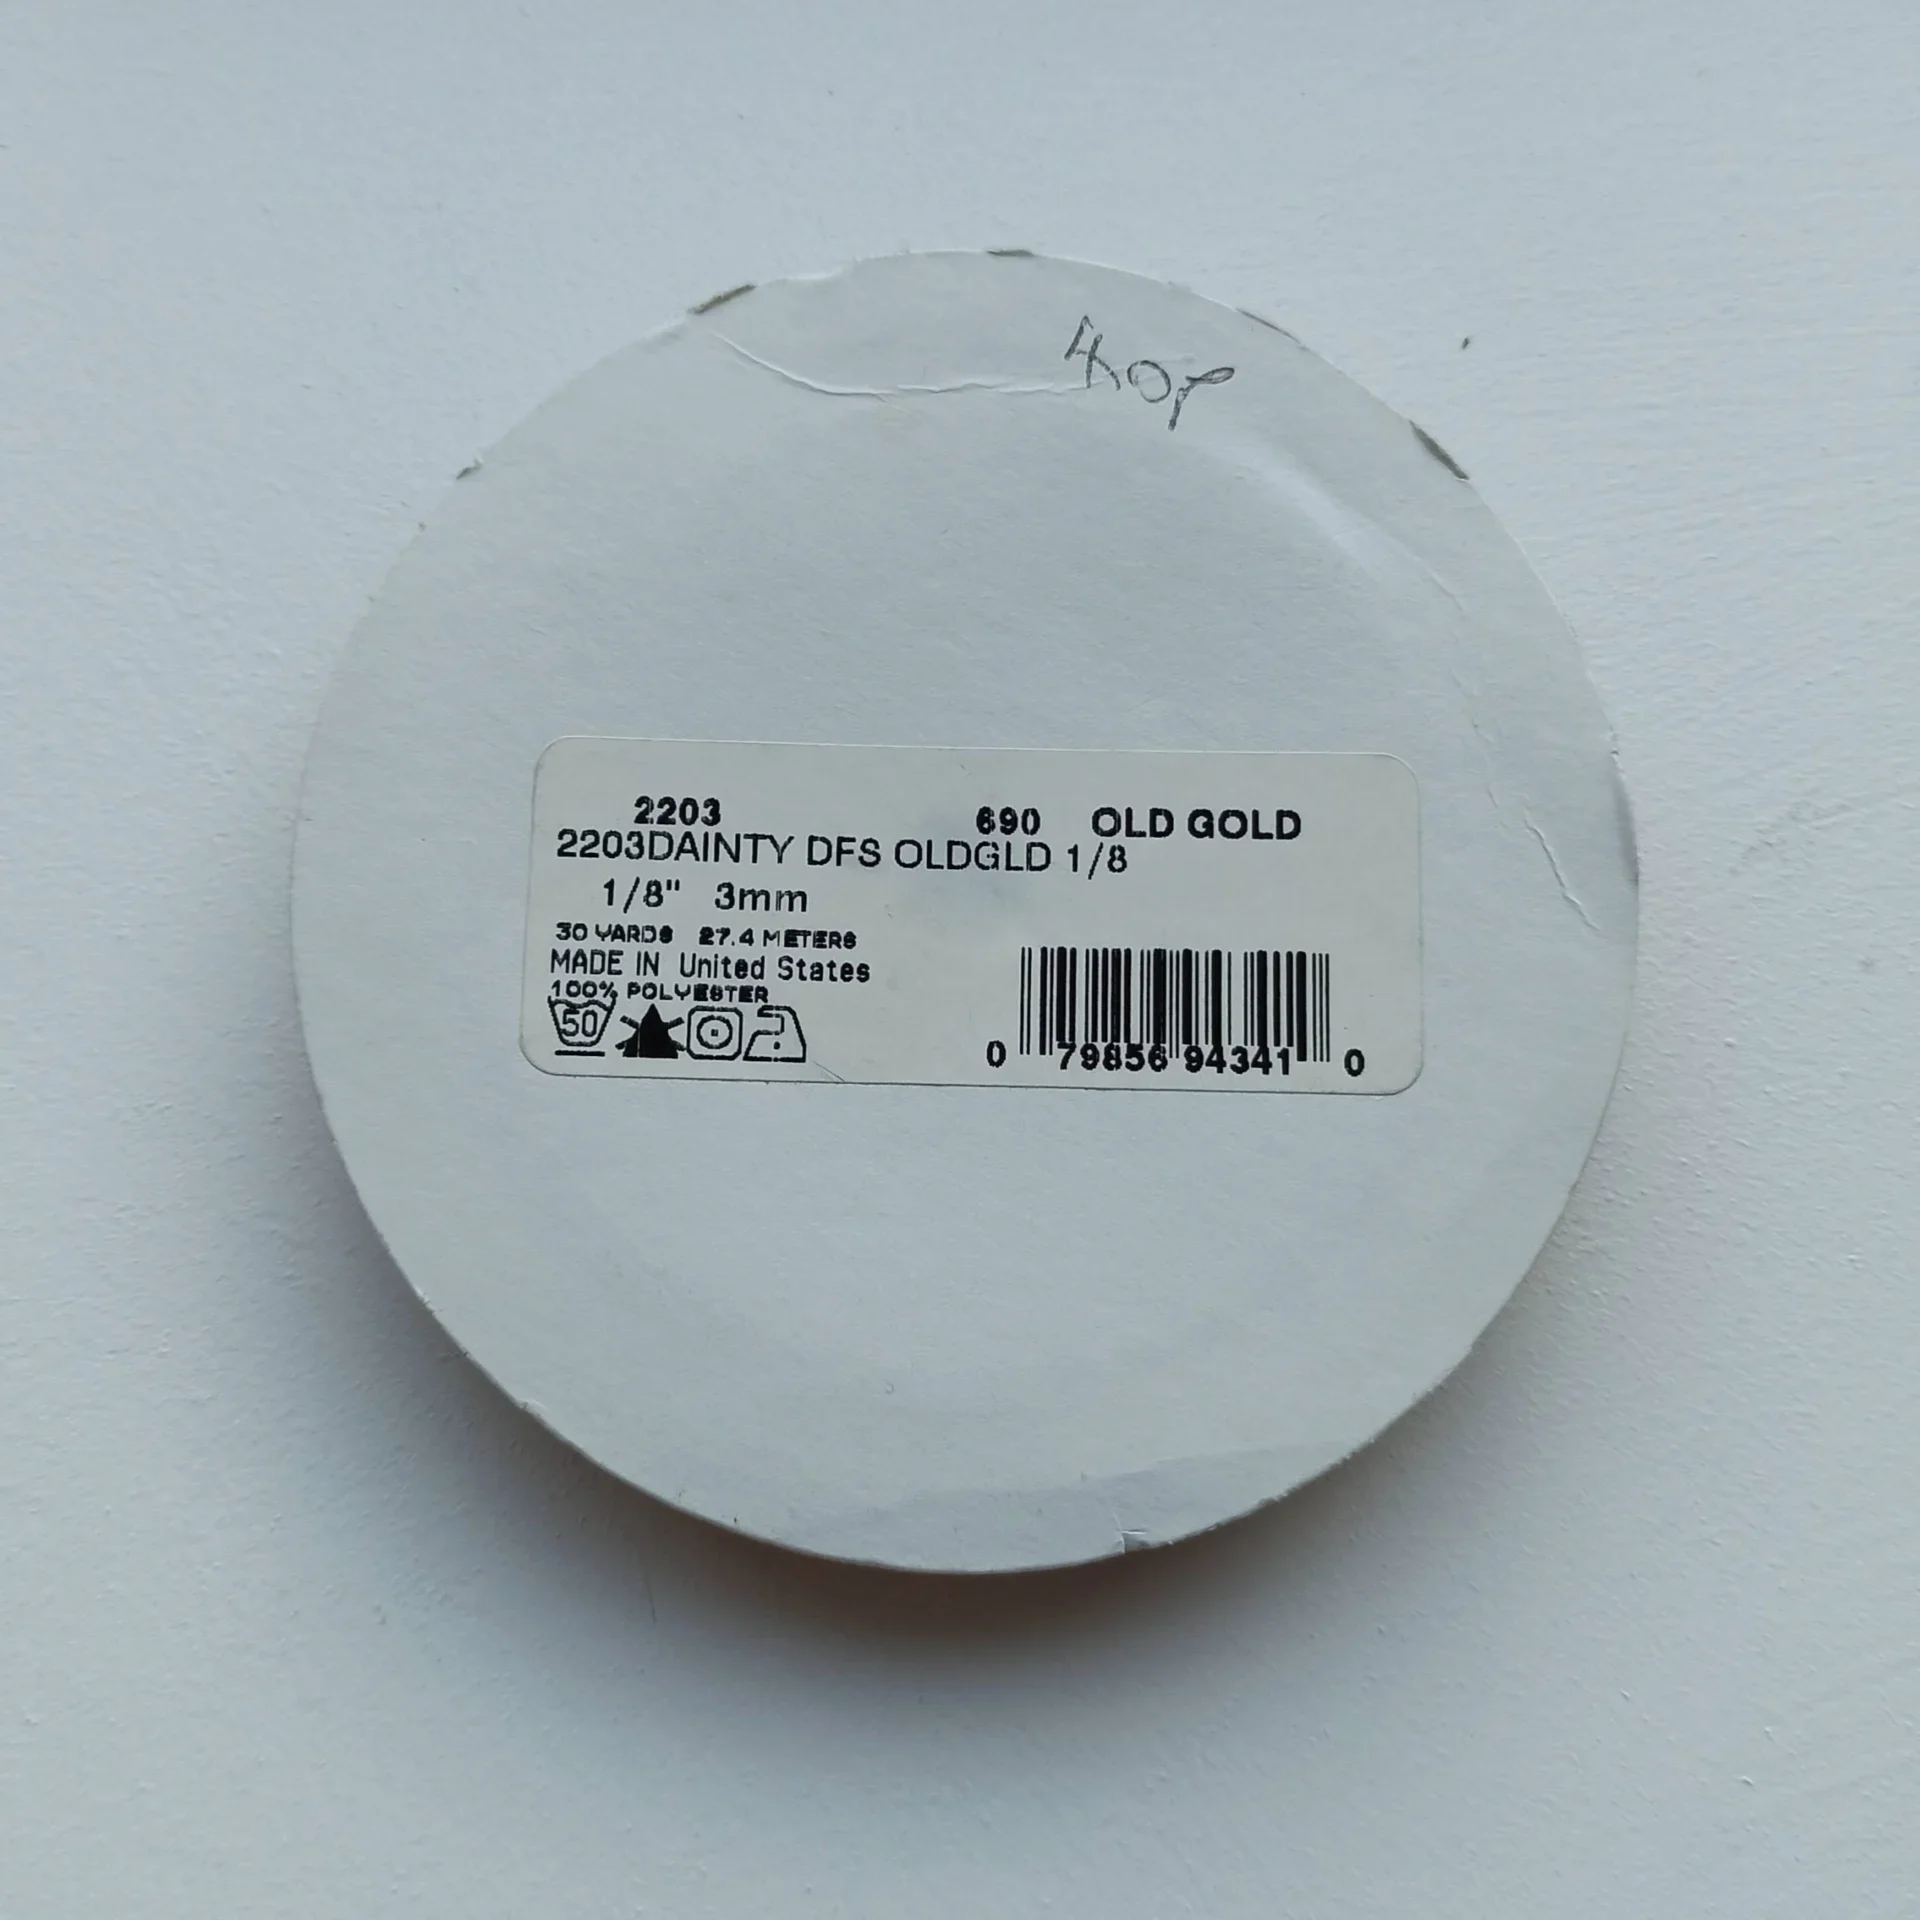 40p
2203 690 OLD GOLD
2203DAINTY DFS OLDGLD 1/8
1/8" 3mm
30 YARDS 27.4 METERS
MADE IN United States
100% POLYESTER
50
0 79856 94341 0